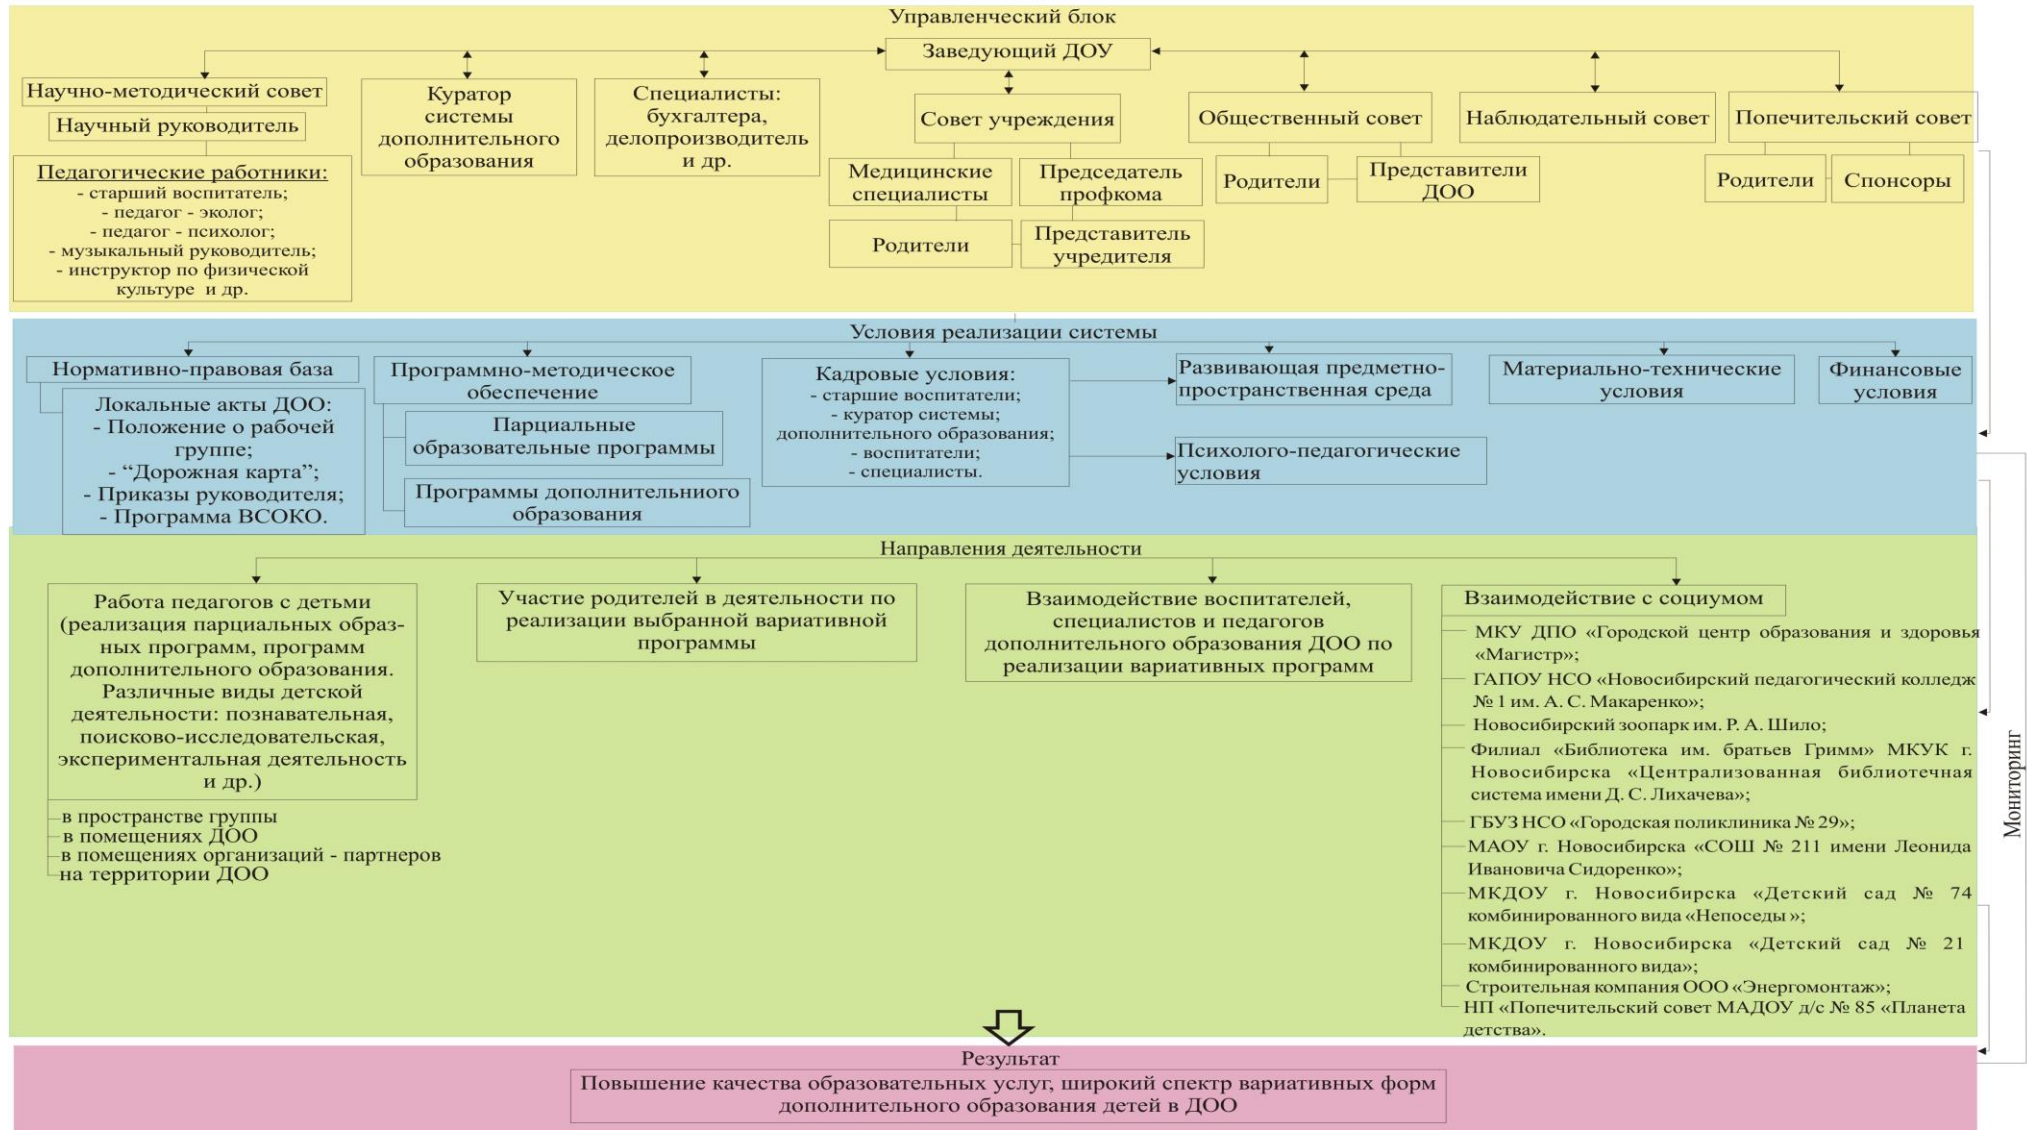 Управленческий блок
Заведующий ДОУ
Научно-методический совет
Научный руководитель
Педагогические работники:
- старший воспитатель;
- педагог - эколог;
- педагог - психолог;
- музыкальный руководитель;
- инструктор по физической
культуре и др.
Куратор
системы
дополнительного
образования
Специалисты:
бухгалтера,
делопроизводитель
и др.
Совет учреждения
Медицинские
специалисты
Председатель
профкома
Родители
Представитель
учредителя
Общественный совет
Родители
Представители
ДОО
Наблюдательный совет
Попечительский совет
Родители
Спонсоры
Условия реализации системы
Нормативно-правовая база
Локальные акты ДОО:
- Положение о рабочей
группе;
- “Дорожная карта”;
- Приказы руководителя;
- Программа ВСОКО.
Программно-методическое
обеспечение
Парциальные
образовательные программы
Программы дополнительниого
образования
Кадровые условия:
- старшие воспитатели;
- куратор системы;
дополнительного образования;
- воспитатели;
- специалисты.
Развивающая предметно-
пространственная среда
Психолого-педагогические
условия
Материально-технические
условия
Финансовые
условия
Направления деятельности
Работа педагогов с детьми
(реализация парциальных образ-
ных программ, программ
дополнительного образования.
Различные виды детской
деятельности: познавательная,
поисково-исследовательская,
экспериментальная деятельность
и др.)
в пространстве группы
в помещениях ДОО
в помещениях организаций - партнеров
на территории ДОО
Участие родителей в деятельности по
реализации выбранной вариативной
программы
Взаимодействие воспитателей,
специалистов и педагогов
дополнительного образования ДОО по
реализации вариативных программ
Взаимодействие с социумом
МКУ ДПО «Городской центр образования и здоровья
«Магистр»;
ГАПОУ НСО «Новосибирский педагогический колледж
№ 1 им. А. С. Макаренко»;
Новосибирский зоопарк им. Р. А. Шило;
Филиал «Библиотека им. братьев Гримм» МКУК г.
Новосибирска «Централизованная библиотечная
система имени Д. С. Лихачева»;
ГБУЗ НСО «Городская поликлиника № 29»;
МАОУ г. Новосибирска «СОШ № 211 имени Леонида
Ивановича Сидоренко»;
МКДОУ г. Новосибирска «Детский сад № 74
комбинированного вида «Непоседы »;
МКДОУ г. Новосибирска «Детский сад № 21
комбинированного вида»;
Строительная компания ООО «Энергомонтаж»;
НП «Попечительский совет МАДОУ д/с № 85 «Планета
детства».
Мониторинг
Результат
Повышение качества образовательных услуг, широкий спектр вариативных форм
дополнительного образования детей в ДОО